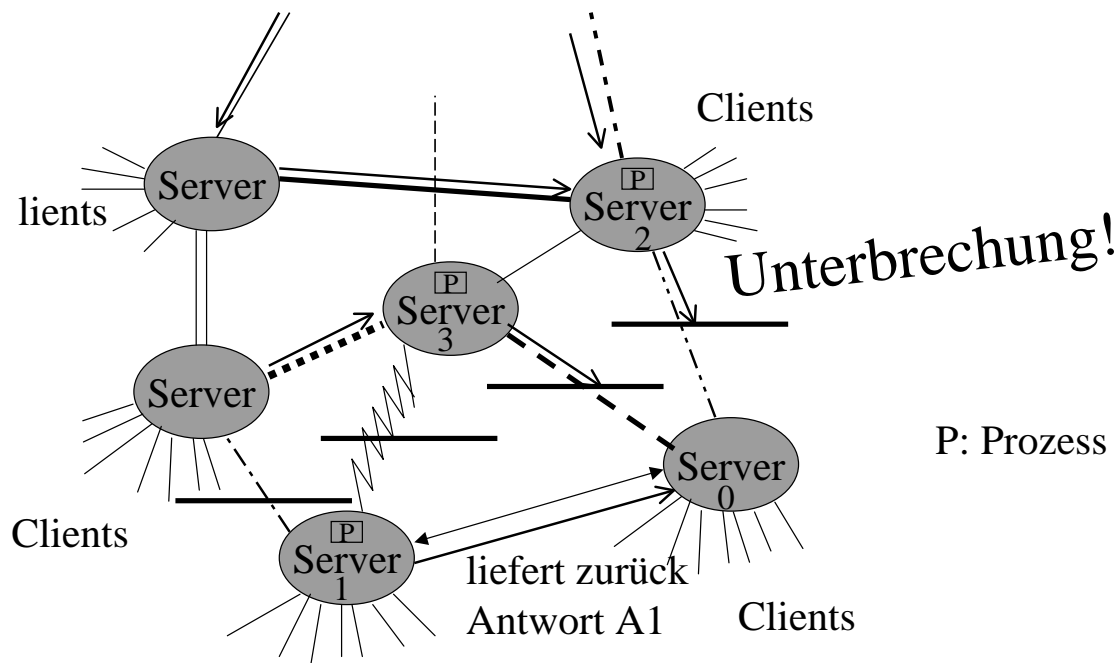 Clients
Server
P
Server
2
lients
Unterbrechung!
P
Server
3
Server
P: Prozess
Server
0
Clients
P
Server
1
liefert zurück
Antwort A1
Clients